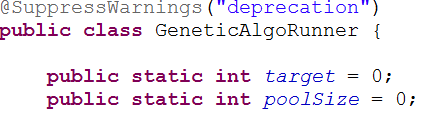 @SuppressWarnings("deprecation")
public class GeneticAlgoRunner {
public static int target = 0;
public static int poolSize = 0;